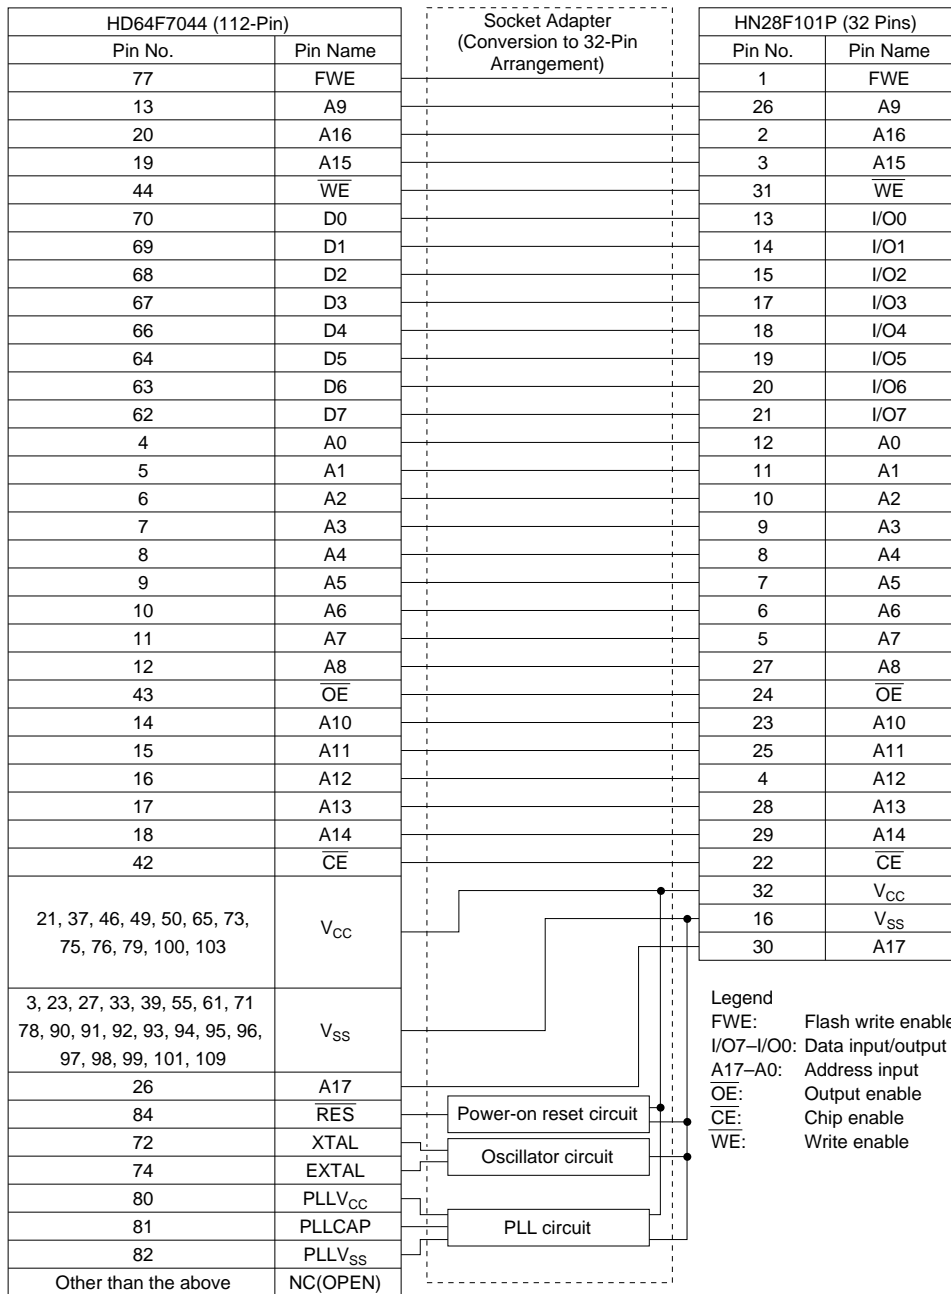 HD64F7044 (112-Pin)
Socket Adapter
(Conversion to 32-Pin
Arrangement)
HN28F101P (32 Pins)
Pin No. Pin Name Pin No. Pin Name
77 FWE 1 FWE
13 A9 26 A9
20 A16 2 A16
19 A15 3 A15
44 W̅E̅ 31 W̅E̅
70 D0 13 I/O0
69 D1 14 I/O1
68 D2 15 I/O2
67 D3 17 I/O3
66 D4 18 I/O4
64 D5 19 I/O5
63 D6 20 I/O6
62 D7 21 I/O7
4 A0 12 A0
5 A1 11 A1
6 A2 10 A2
7 A3 9 A3
8 A4 8 A4
9 A5 7 A5
10 A6 6 A6
11 A7 5 A7
12 A8 27 A8
43 O̅E̅ 24 O̅E̅
14 A10 23 A10
15 A11 25 A11
16 A12 4 A12
17 A13 28 A13
18 A14 29 A14
42 C̅E̅ 22 C̅E̅
32 VCC
21, 37, 46, 49, 50, 65, 73,
75, 76, 79, 100, 103
VCC
16 VSS
30 A17
3, 23, 27, 33, 39, 55, 61, 71
78, 90, 91, 92, 93, 94, 95, 96,
97, 98, 99, 101, 109
VSS
26 A17
84 R̅E̅S̅ Power-on reset circuit
72 XTAL
Oscillator circuit
74 EXTAL
80 PLLVCC
81 PLLCAP PLL circuit
82 PLLVSS
Other than the above NC(OPEN)
Legend
FWE: Flash write enable
I/O7–I/O0: Data input/output
A17–A0: Address input
O̅E̅: Output enable
C̅E̅: Chip enable
W̅E̅: Write enable